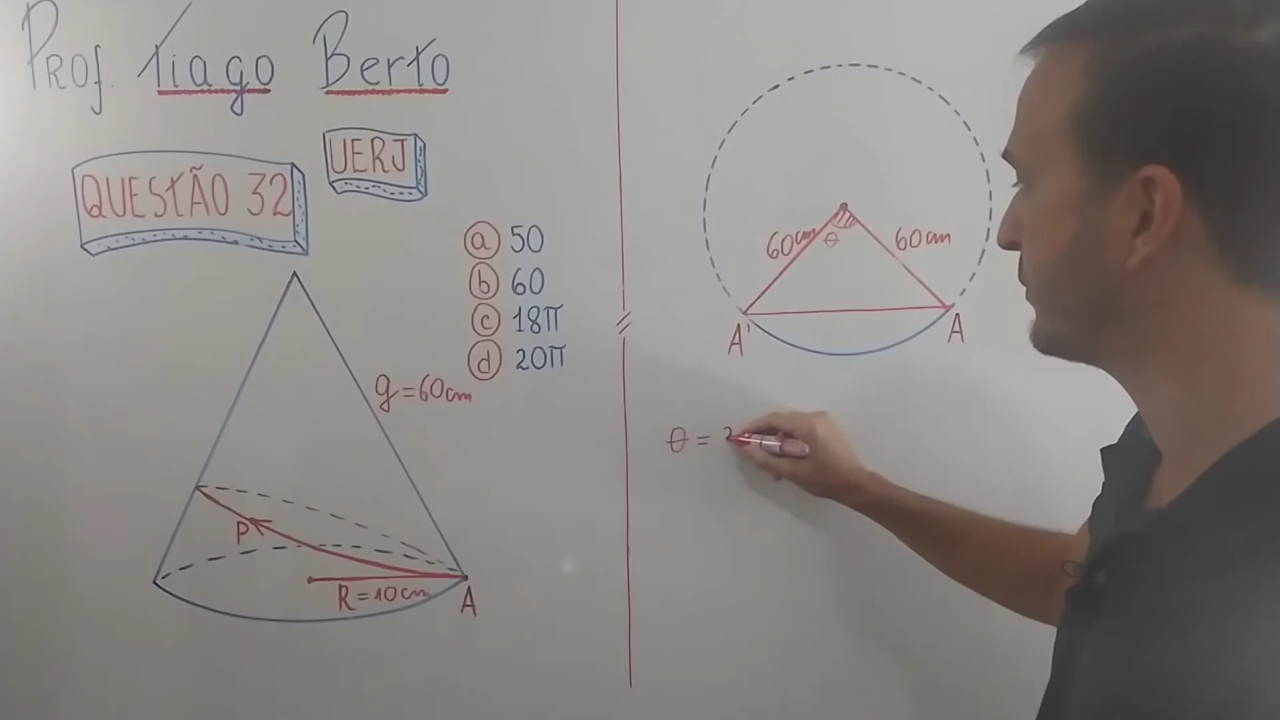 Prof. Tiago Berto
UERJ
QUESTÃO 32
a 50
b 60
c 18π
d 20π
g=60cm
P
R=10cm
A
60cm
60cm
θ
A'
A
θ = 2